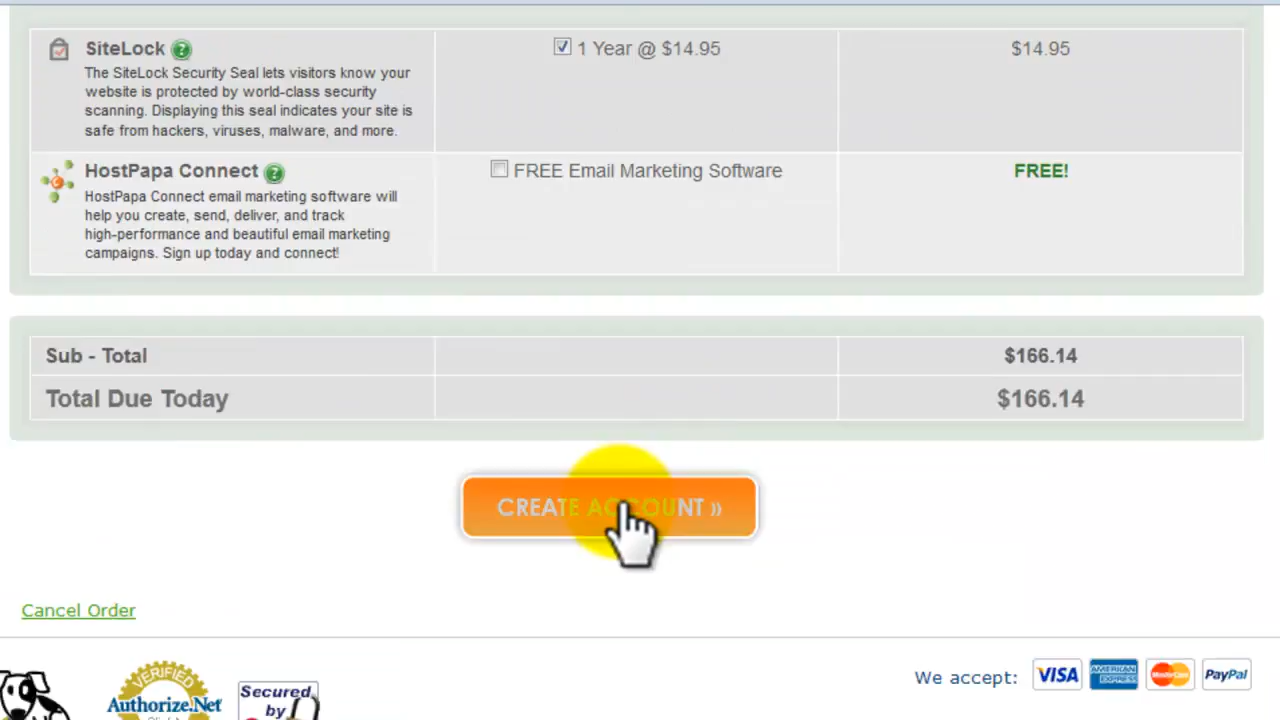 SiteLock ?
1 Year @ $14.95
$14.95
The SiteLock Security Seal lets visitors know your
website is protected by world-class security
scanning. Displaying this seal indicates your site is
safe from hackers, viruses, malware, and more.
HostPapa Connect ?
FREE Email Marketing Software
FREE!
HostPapa Connect email marketing software will
help you create, send, deliver, and track
high-performance and beautiful email marketing
campaigns. Sign up today and connect!
Sub - Total
$166.14
Total Due Today
$166.14
CREATE ACCOUNT »
Cancel Order
We accept:
VISA
AMERICAN EXPRESS
MasterCard
PayPal
VERIFIED
Authorize.Net
Secured
by